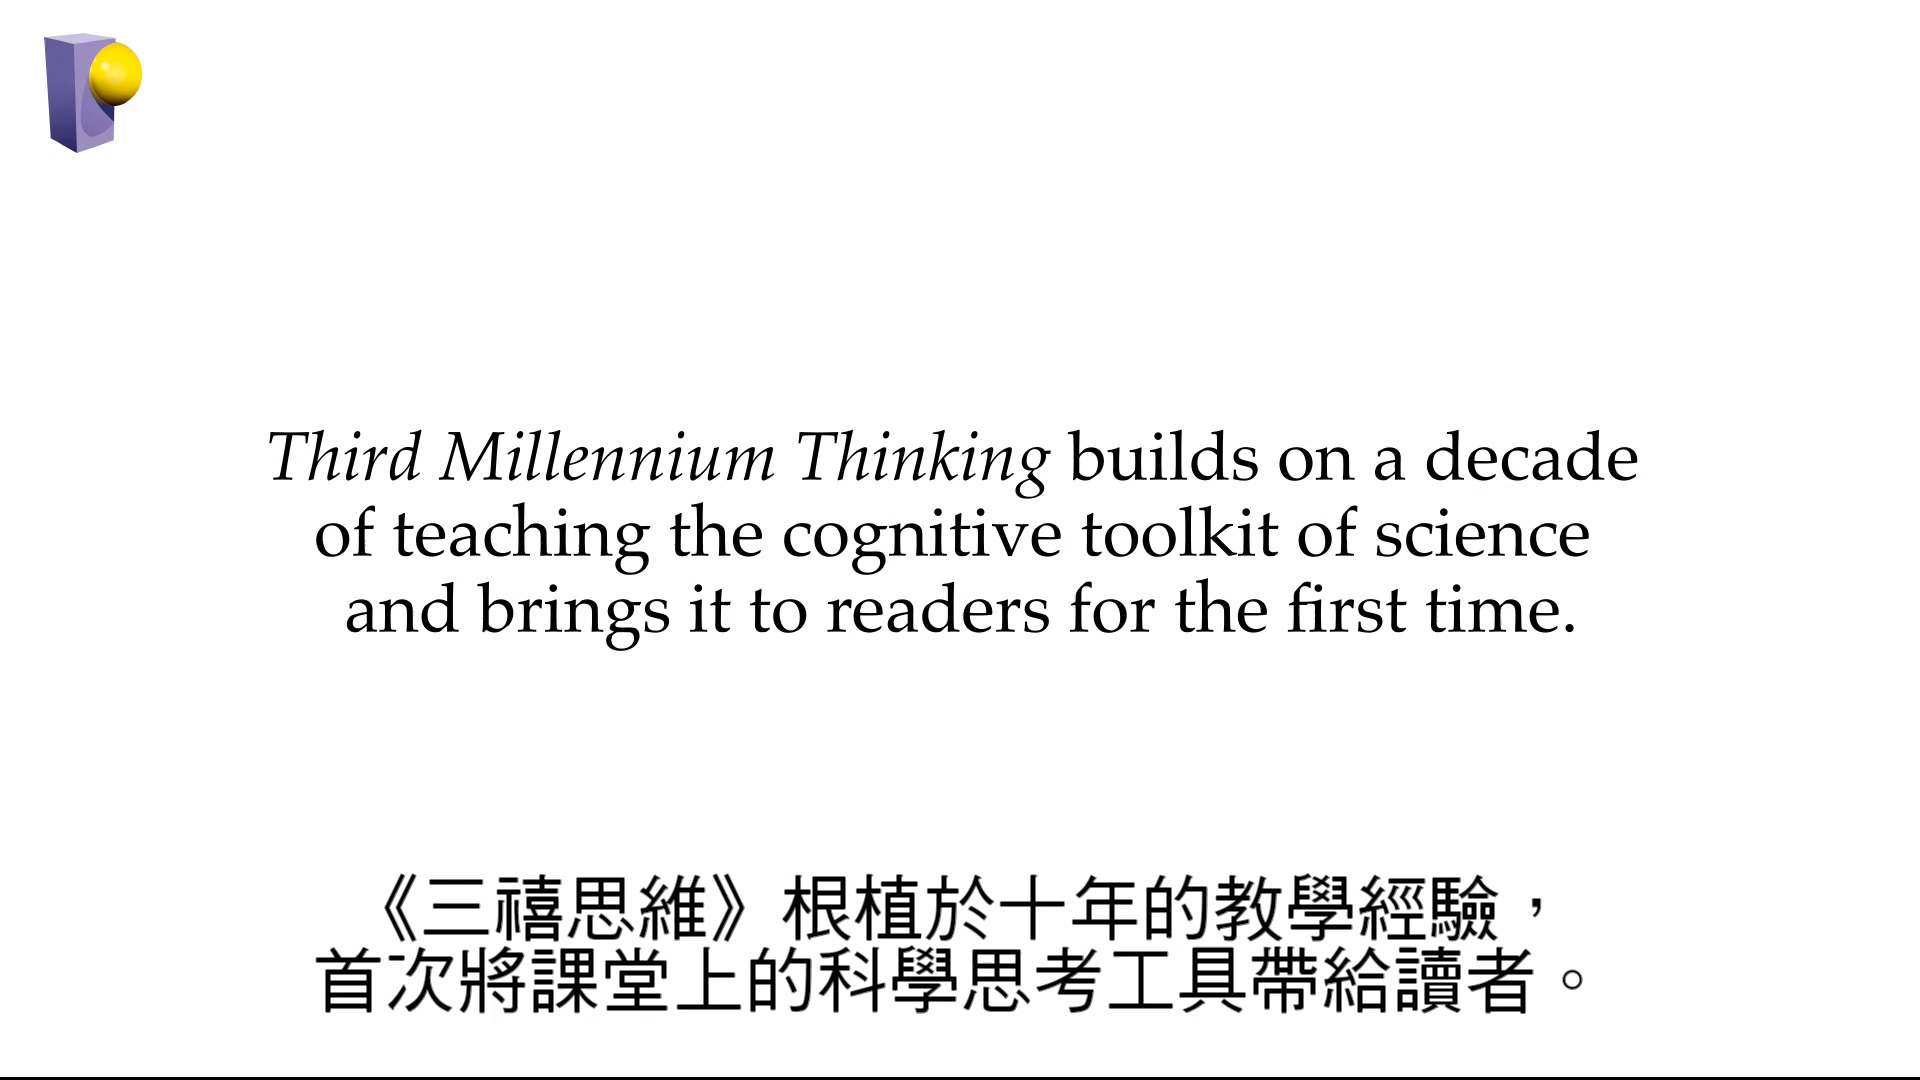 Third Millennium Thinking builds on a decade
of teaching the cognitive toolkit of science
and brings it to readers for the first time.
《三禧思維》根植於十年的教學經驗，
首次將課堂上的科學思考工具帶給讀者。